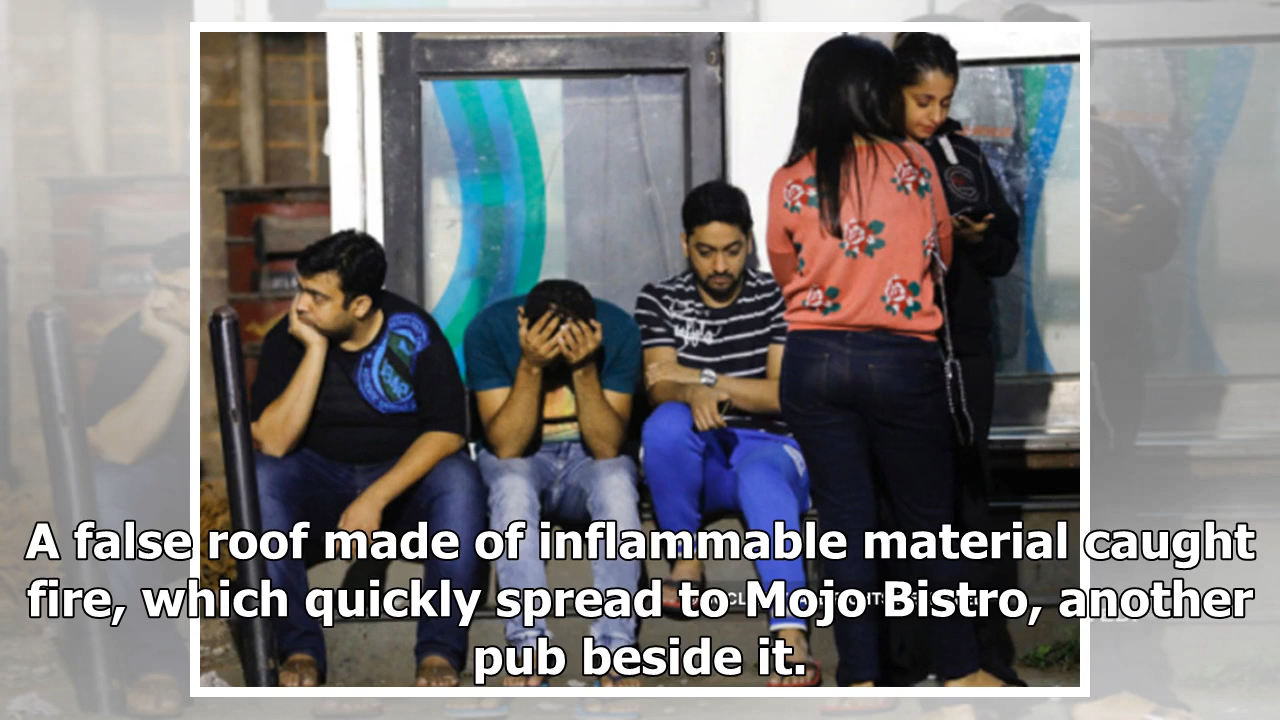 A false roof made of inflammable material caught
fire, which quickly spread to Mojo Bistro, another
pub beside it.